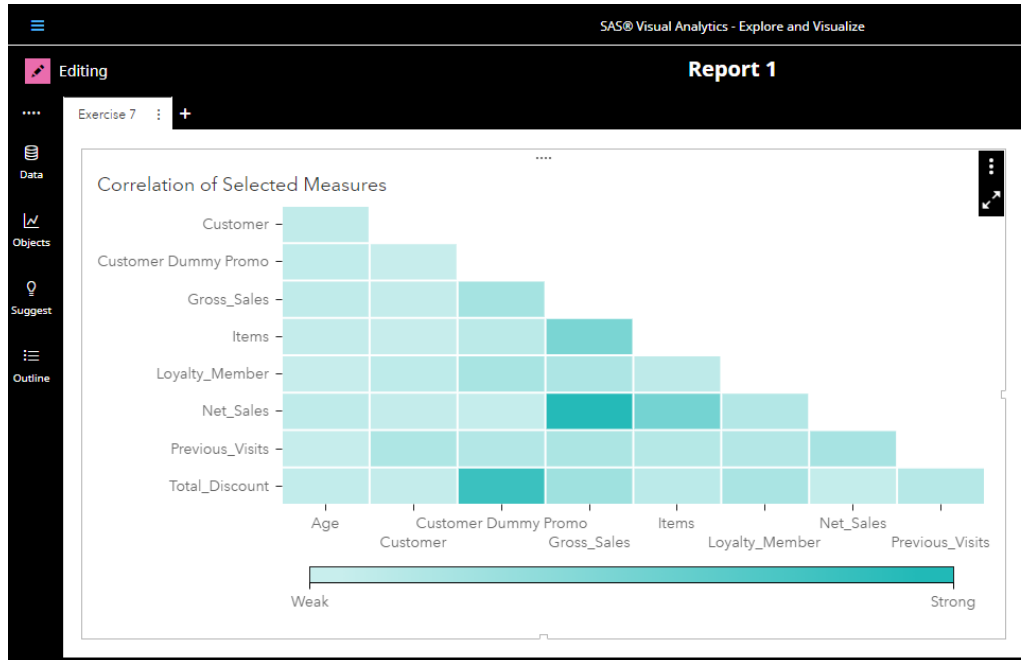 SAS® Visual Analytics - Explore and Visualize
Editing
Report 1
Exercise 7
Data
Objects
Suggest
Outline
Correlation of Selected Measures
Customer
Customer Dummy Promo
Gross_Sales
Items
Loyalty_Member
Net_Sales
Previous_Visits
Total_Discount
Age Customer Dummy Promo Items Net_Sales
Customer Gross_Sales Loyalty_Member Previous_Visits
Weak Strong